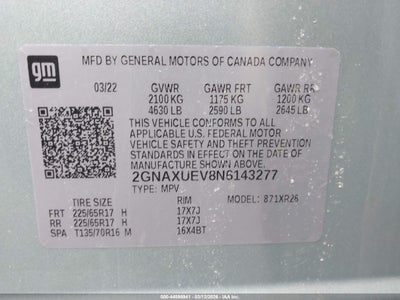 gm
MFD BY GENERAL MOTORS OF CANADA COMPANY
03/22 GVWR GAWR FRT GAWR RR
2100 KG 1175 KG 1200 KG
4630 LB 2590 LB 2645 LB
THIS VEHICLE CONFORMS TO ALL
APPLICABLE U.S. FEDERAL MOTOR
VEHICLE SAFETY AND THEFT PREVENTION
STANDARDS IN EFFECT ON THE DATE OF
MANUFACTURE SHOWN ABOVE.
2GNAXUEV8N6143277
TYPE: MPV MODEL: 871XR26
TIRE SIZE RIM
FRT 225/65R17 H 17X7J
RR 225/65R17 H 17X7J
SPA T135/70R16 M 16X4BT